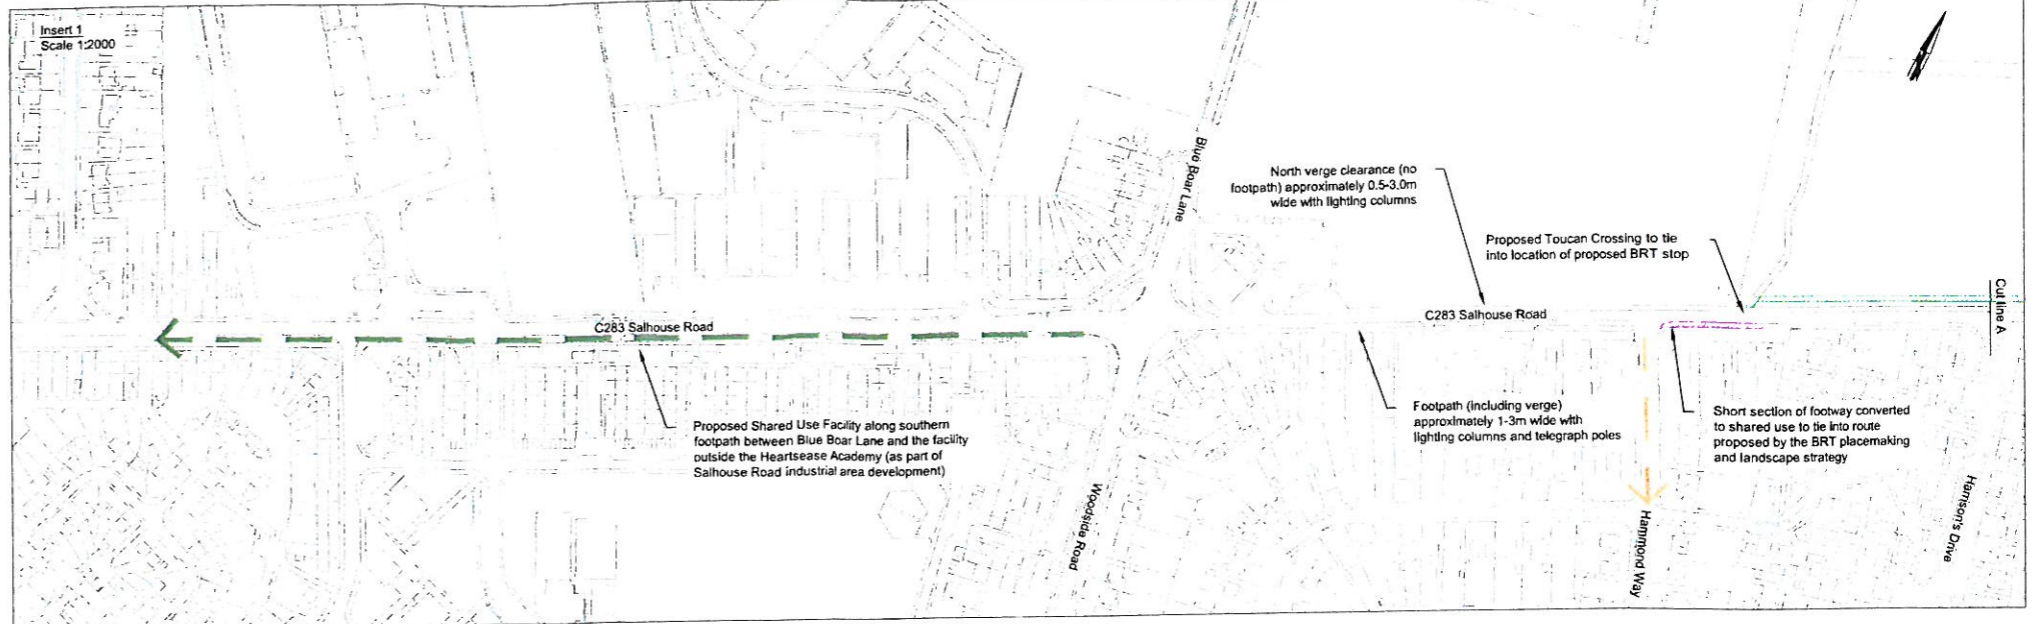 Insert 1
Scale 1:2000
Blue Boar Lane
North verge clearance (no
footpath) approximately 0.5-3.0m
wide with lighting columns
Proposed Toucan Crossing to tie
into location of proposed BRT stop
Cut line A
C283 Salhouse Road
C283 Salhouse Road
Proposed Shared Use Facility along southern
footpath between Blue Boar Lane and the facility
outside the Heartsease Academy (as part of
Salhouse Road industrial area development)
Footpath (including verge)
approximately 1-3m wide with
lighting columns and telegraph poles
Short section of footway converted
to shared use to tie into route
proposed by the BRT placemaking
and landscape strategy
Woodside Road
Hammond Way
Harrison's Drive